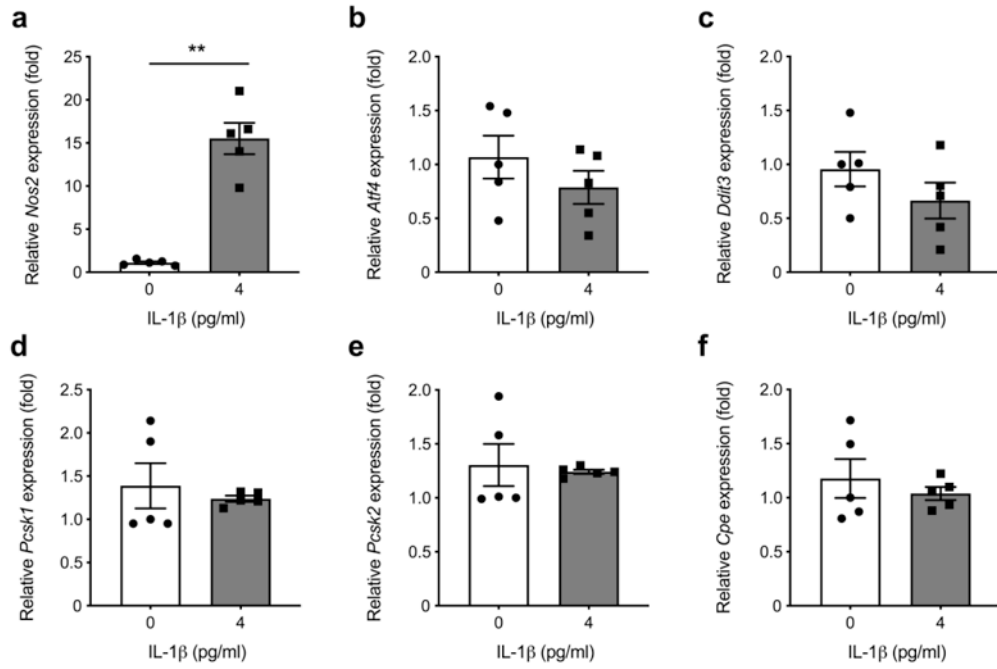 a
Relative Nos2 expression (fold)
25
20
15
10
5
0
**
0 4
IL-1β (pg/ml)
b
Relative Atf4 expression (fold)
2.0
1.5
1.0
0.5
0
0 4
IL-1β (pg/ml)
c
Relative Ddit3 expression (fold)
2.0
1.5
1.0
0.5
0
0 4
IL-1β (pg/ml)
d
Relative Pcsk1 expression (fold)
2.5
2.0
1.5
1.0
0.5
0
0 4
IL-1β (pg/ml)
e
Relative Pcsk2 expression (fold)
2.0
1.5
1.0
0.5
0
0 4
IL-1β (pg/ml)
f
Relative Cpe expression (fold)
2.0
1.5
1.0
0.5
0
0 4
IL-1β (pg/ml)